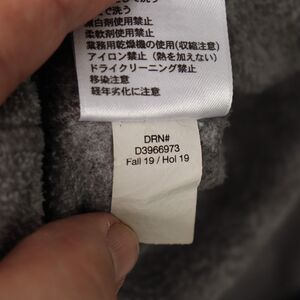 で洗う
漂白剤使用禁止
柔軟剤使用禁止
業務用乾燥機の使用（収縮注意）
アイロン禁止（熱を加えない）
ドライクリーニング禁止
移染注意
経年劣化に注意
DRN#
D3966973
Fall 19 / Hol 19